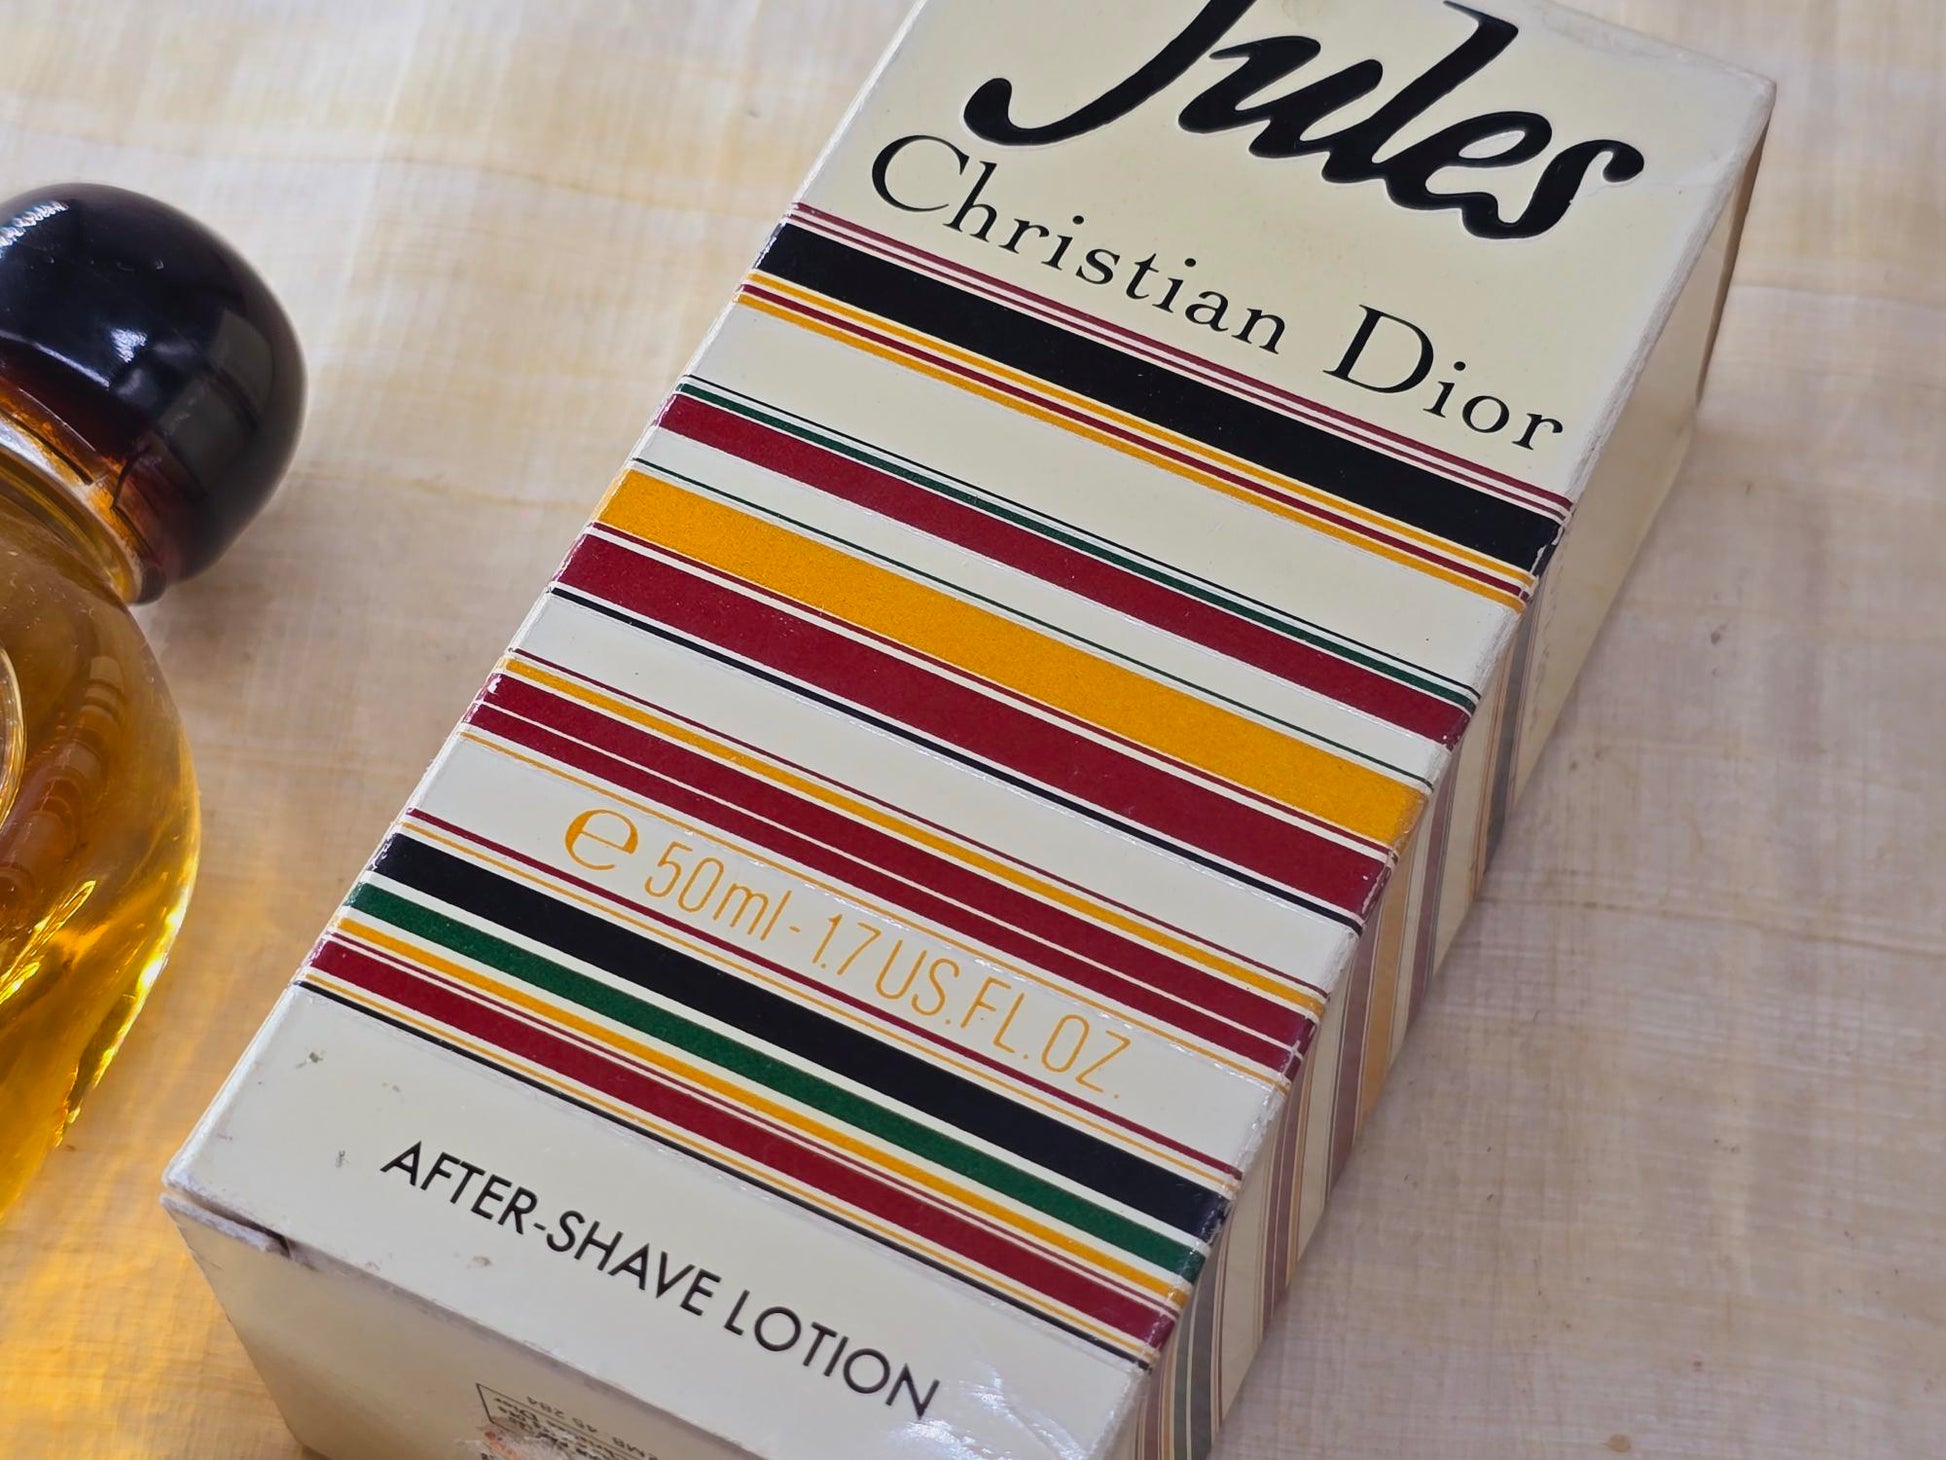 Jules
Christian Dior
e 50ml-1.7 US.FL.OZ.
AFTER-SHAVE LOTION